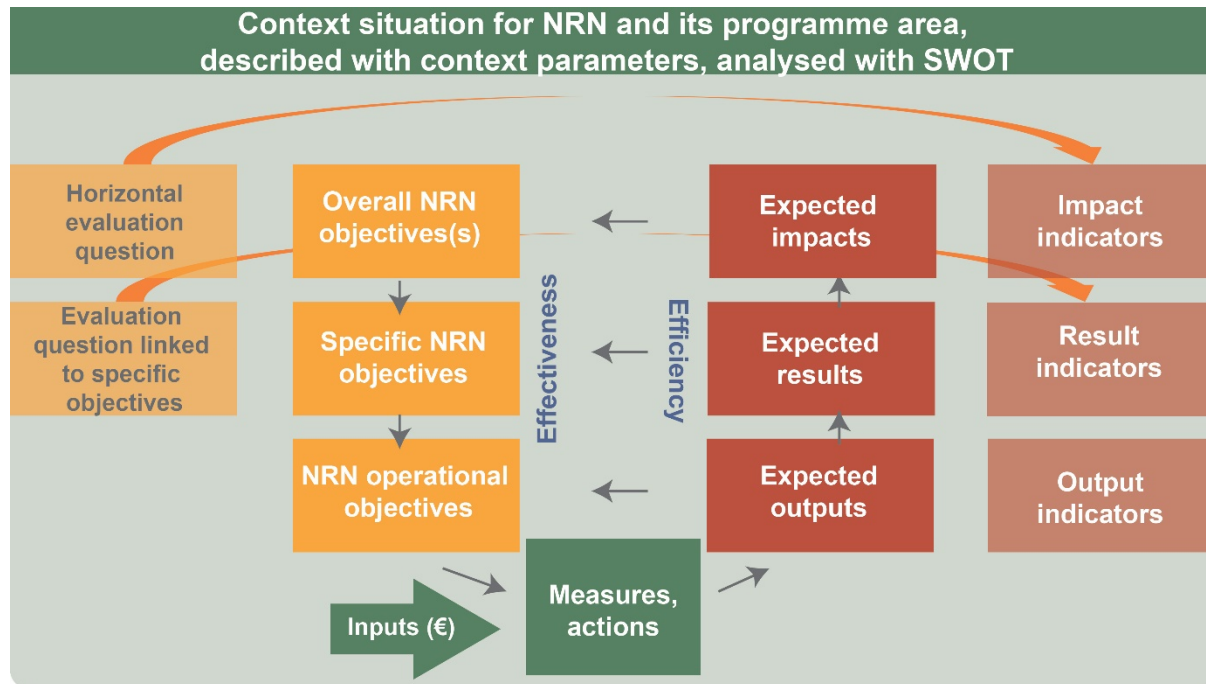 Context situation for NRN and its programme area,
described with context parameters, analysed with SWOT
Horizontal
evaluation
question
Overall NRN
objectives(s)
Expected
impacts
Impact
indicators
Evaluation
question linked
to specific
objectives
Specific NRN
objectives
Effectiveness
Efficiency
Expected
results
Result
indicators
NRN operational
objectives
Expected
outputs
Output
indicators
Inputs (€)
Measures,
actions